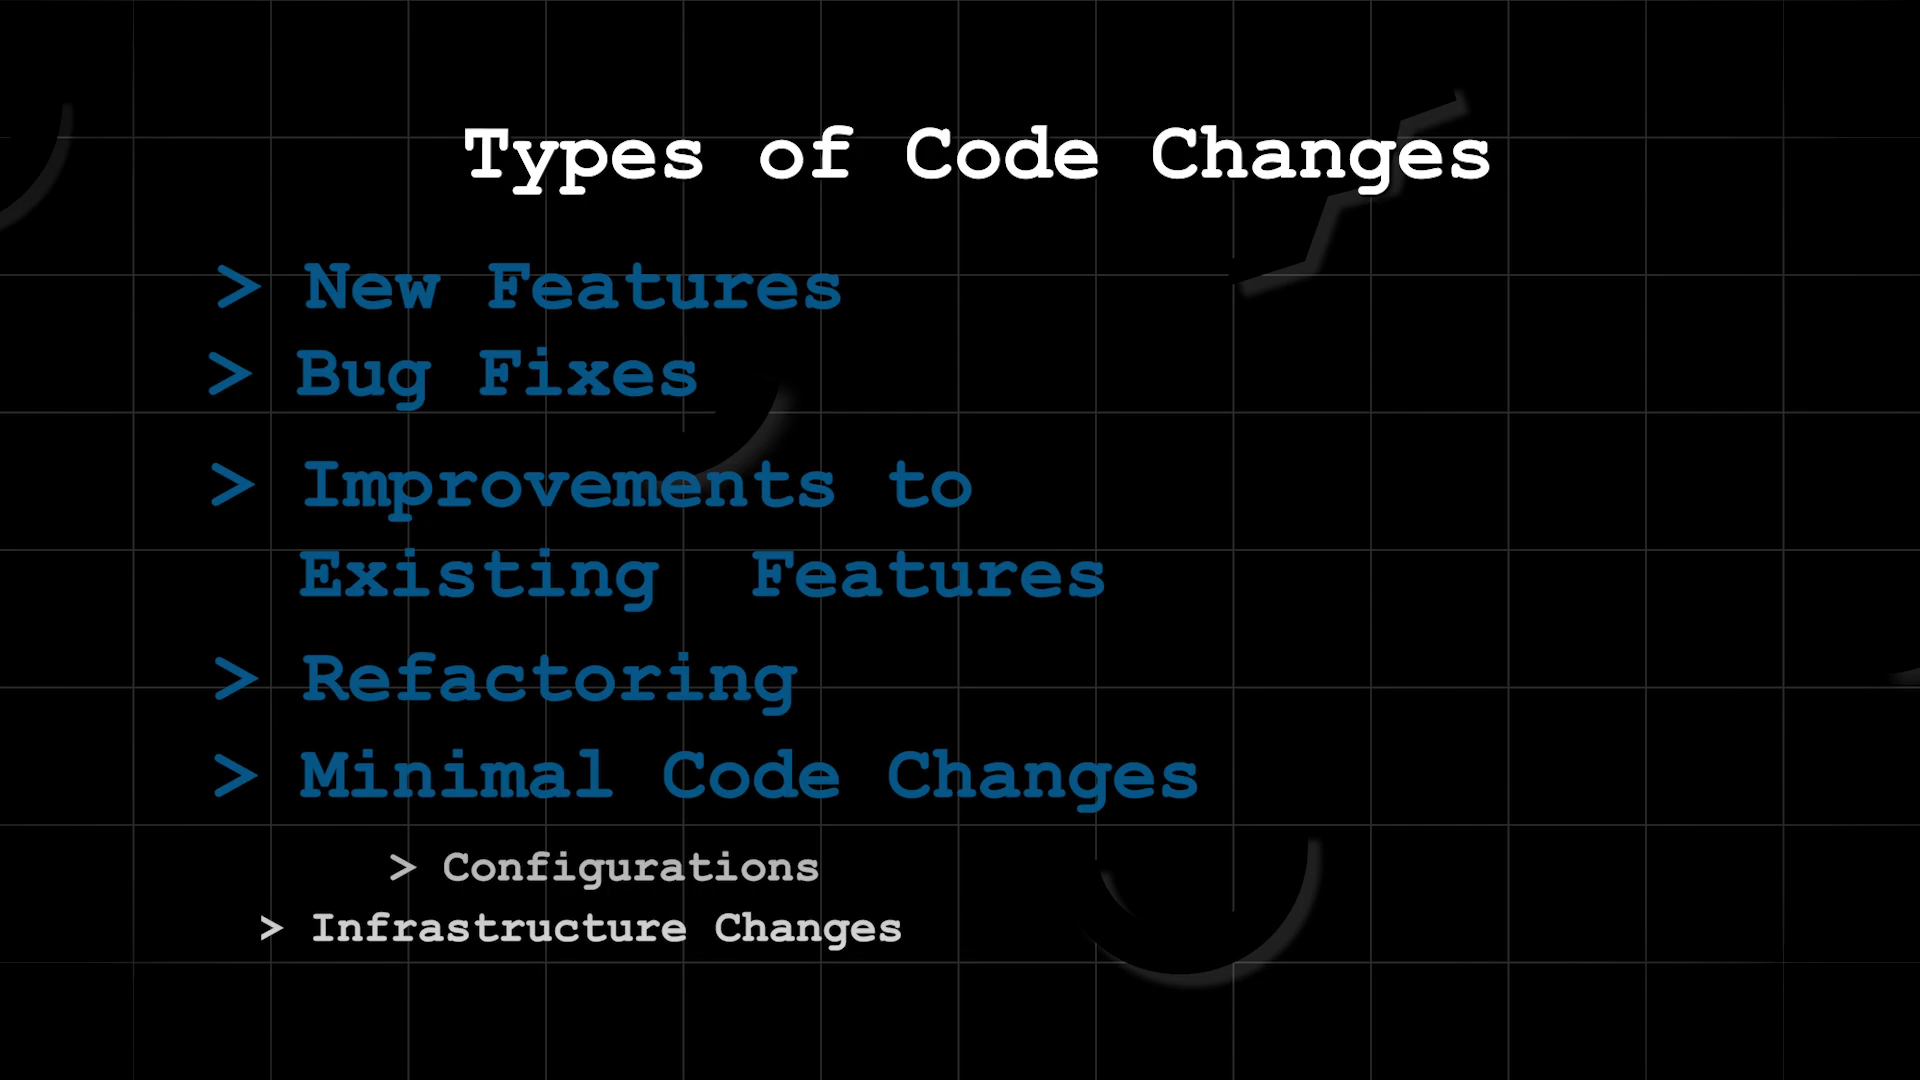 Types of Code Changes
> New Features
> Bug Fixes
> Improvements to
Existing Features
> Refactoring
> Minimal Code Changes
> Configurations
> Infrastructure Changes